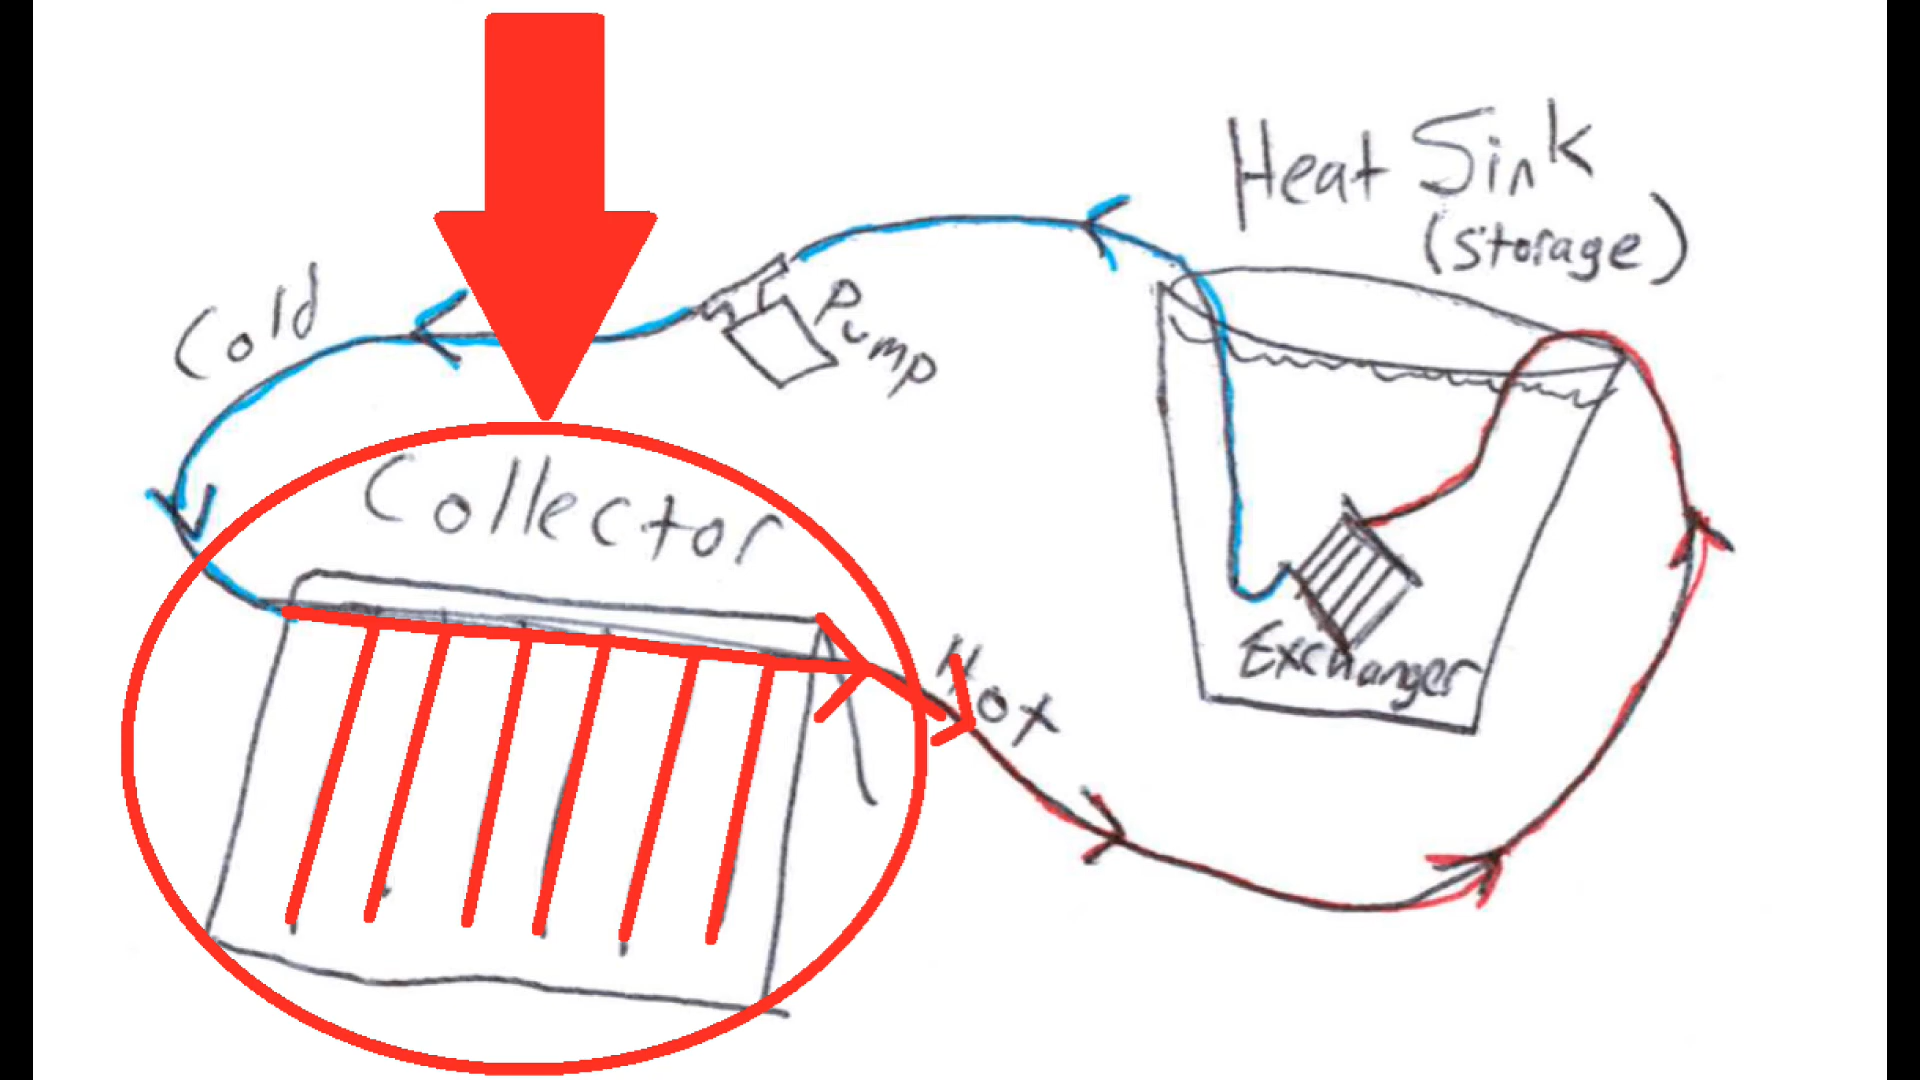 Heat Sink
(storage)
Cold
Pump
Collector
Hot
Exchanger